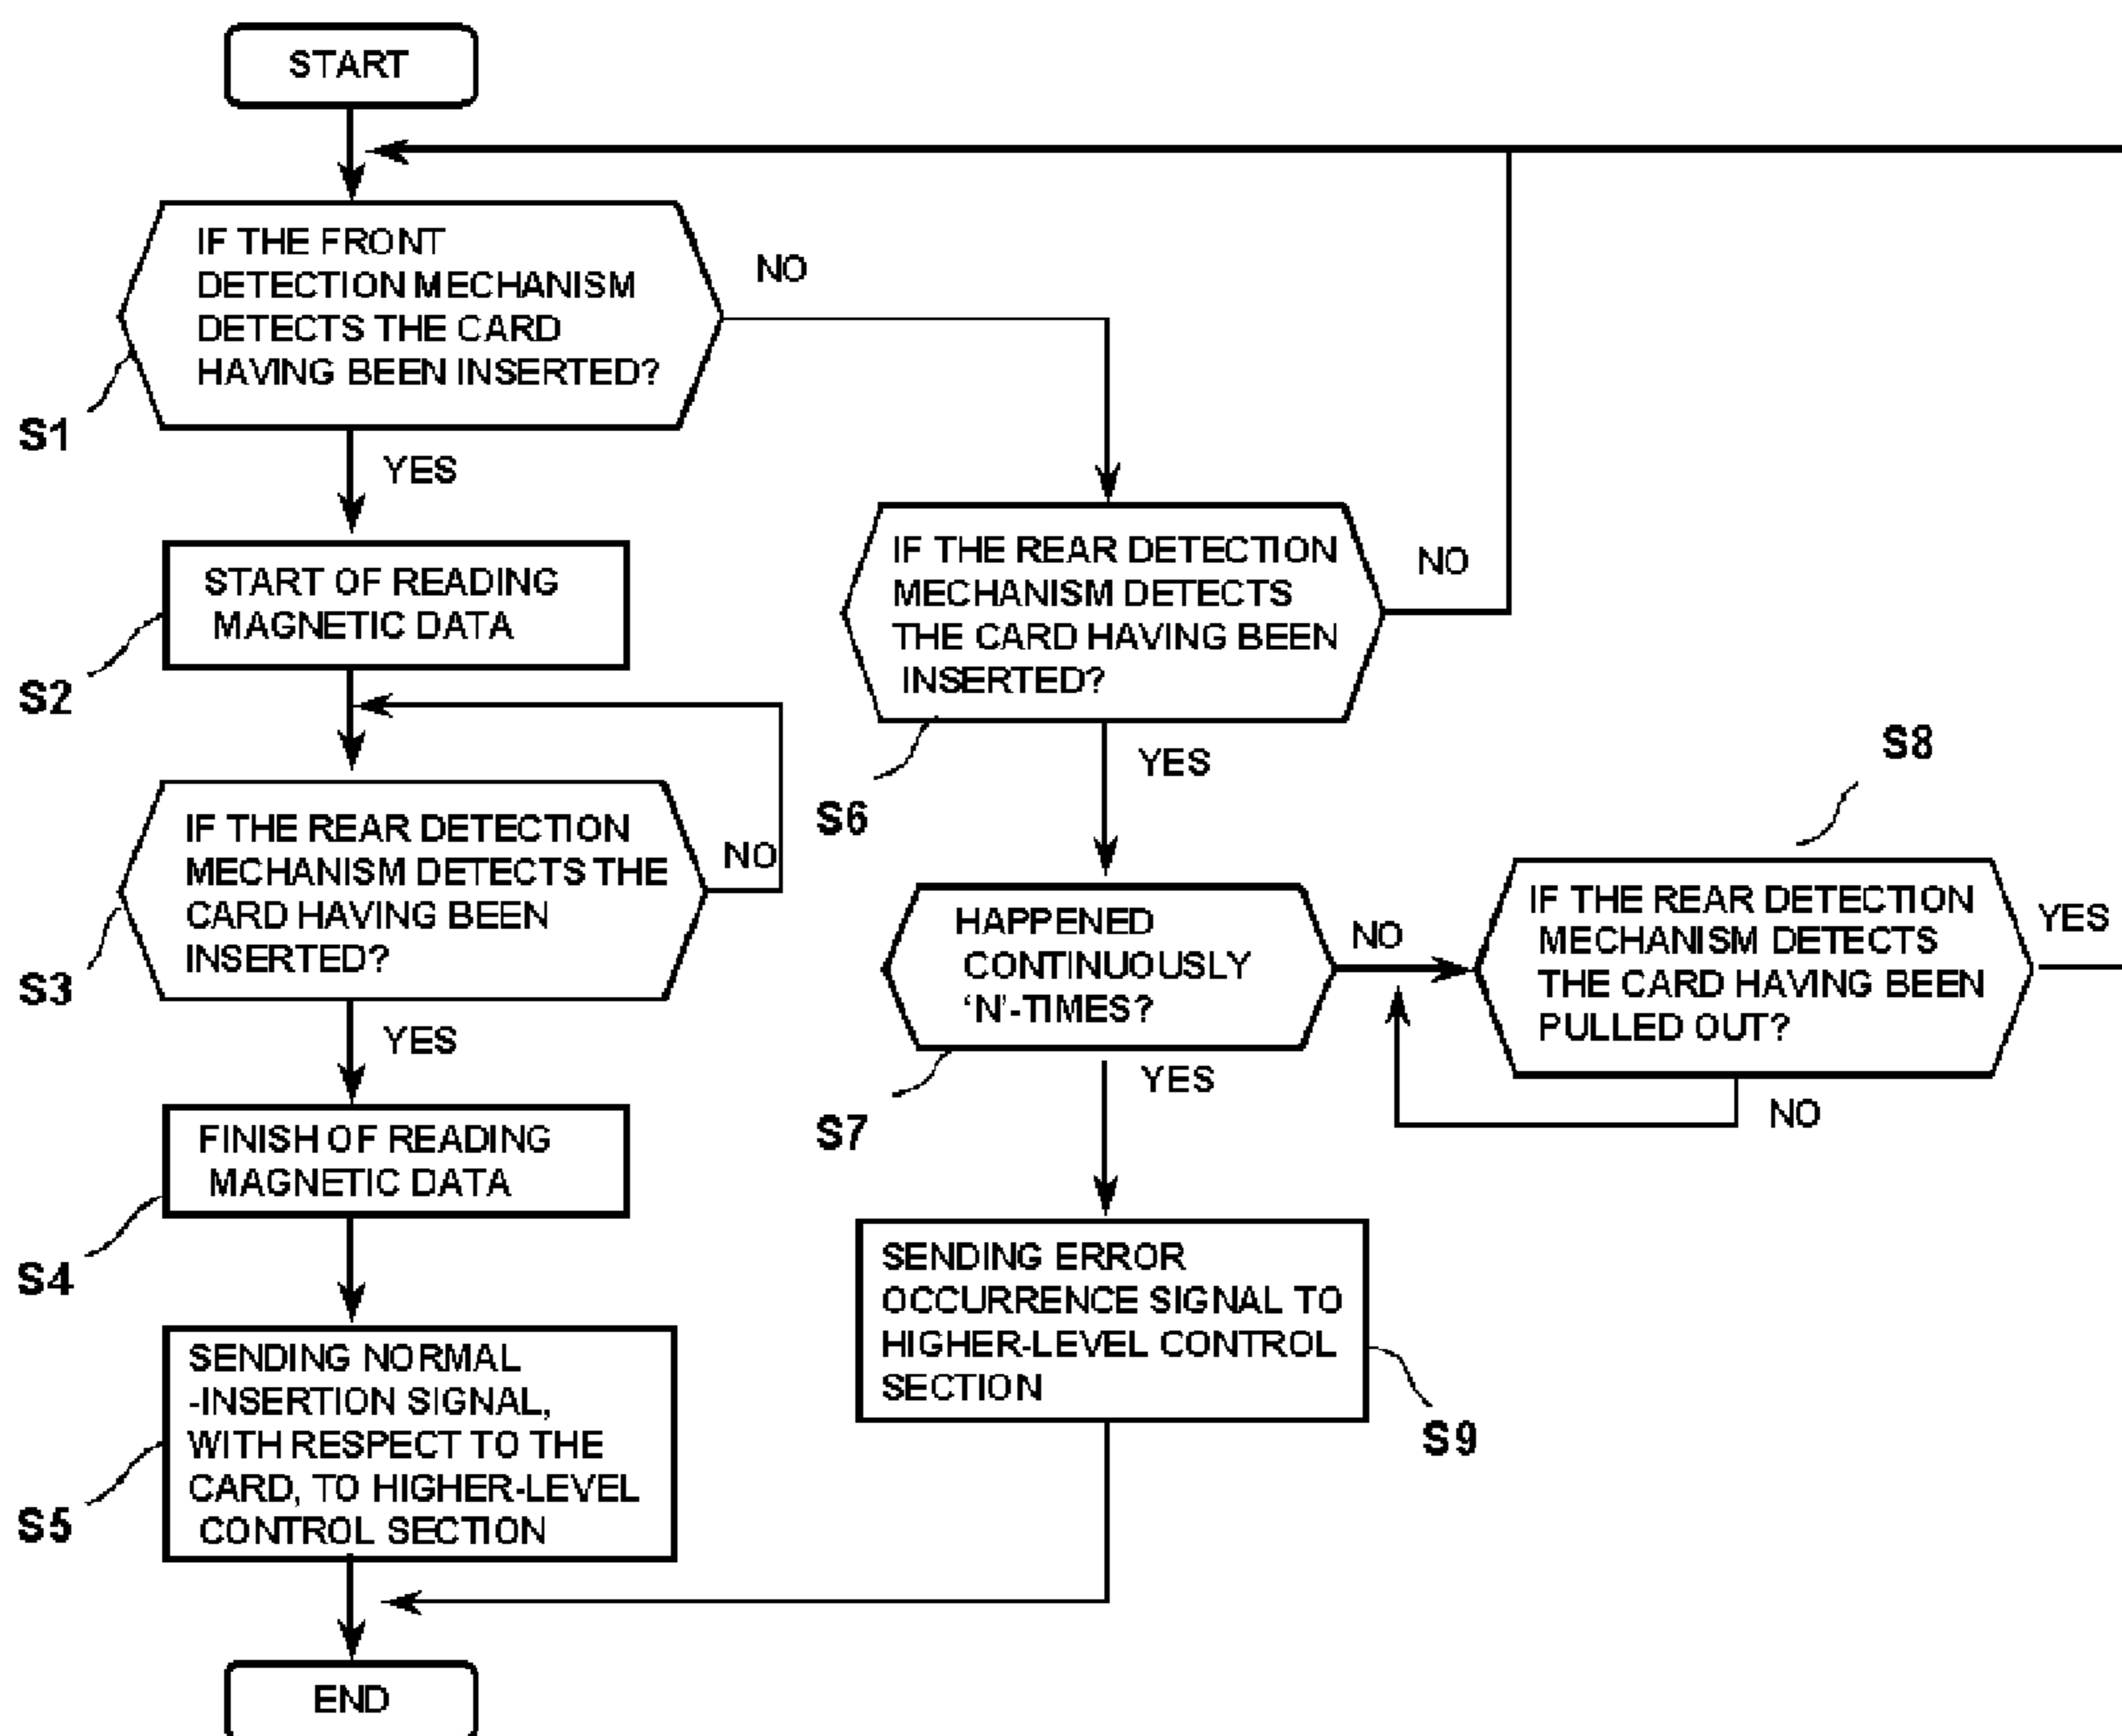 START
IF THE FRONT
DETECTION MECHANISM
DETECTS THE CARD
HAVING BEEN INSERTED?
NO
S1
YES
START OF READING
MAGNETIC DATA
S2
IF THE REAR DETECTION
MECHANISM DETECTS THE
CARD HAVING BEEN
INSERTED?
NO
S3
YES
FINISH OF READING
MAGNETIC DATA
S4
SENDING NORMAL
-INSERTION SIGNAL,
WITH RESPECT TO THE
CARD, TO HIGHER-LEVEL
CONTROL SECTION
S5
END
IF THE REAR DETECTION
MECHANISM DETECTS
THE CARD HAVING BEEN
INSERTED?
NO
S6
YES
HAPPENED
CONTINUOUSLY
'N'-TIMES?
NO
S7
YES
S8
IF THE REAR DETECTION
MECHANISM DETECTS
THE CARD HAVING BEEN
PULLED OUT?
YES
NO
SENDING ERROR
OCCURRENCE SIGNAL TO
HIGHER-LEVEL CONTROL
SECTION
S9